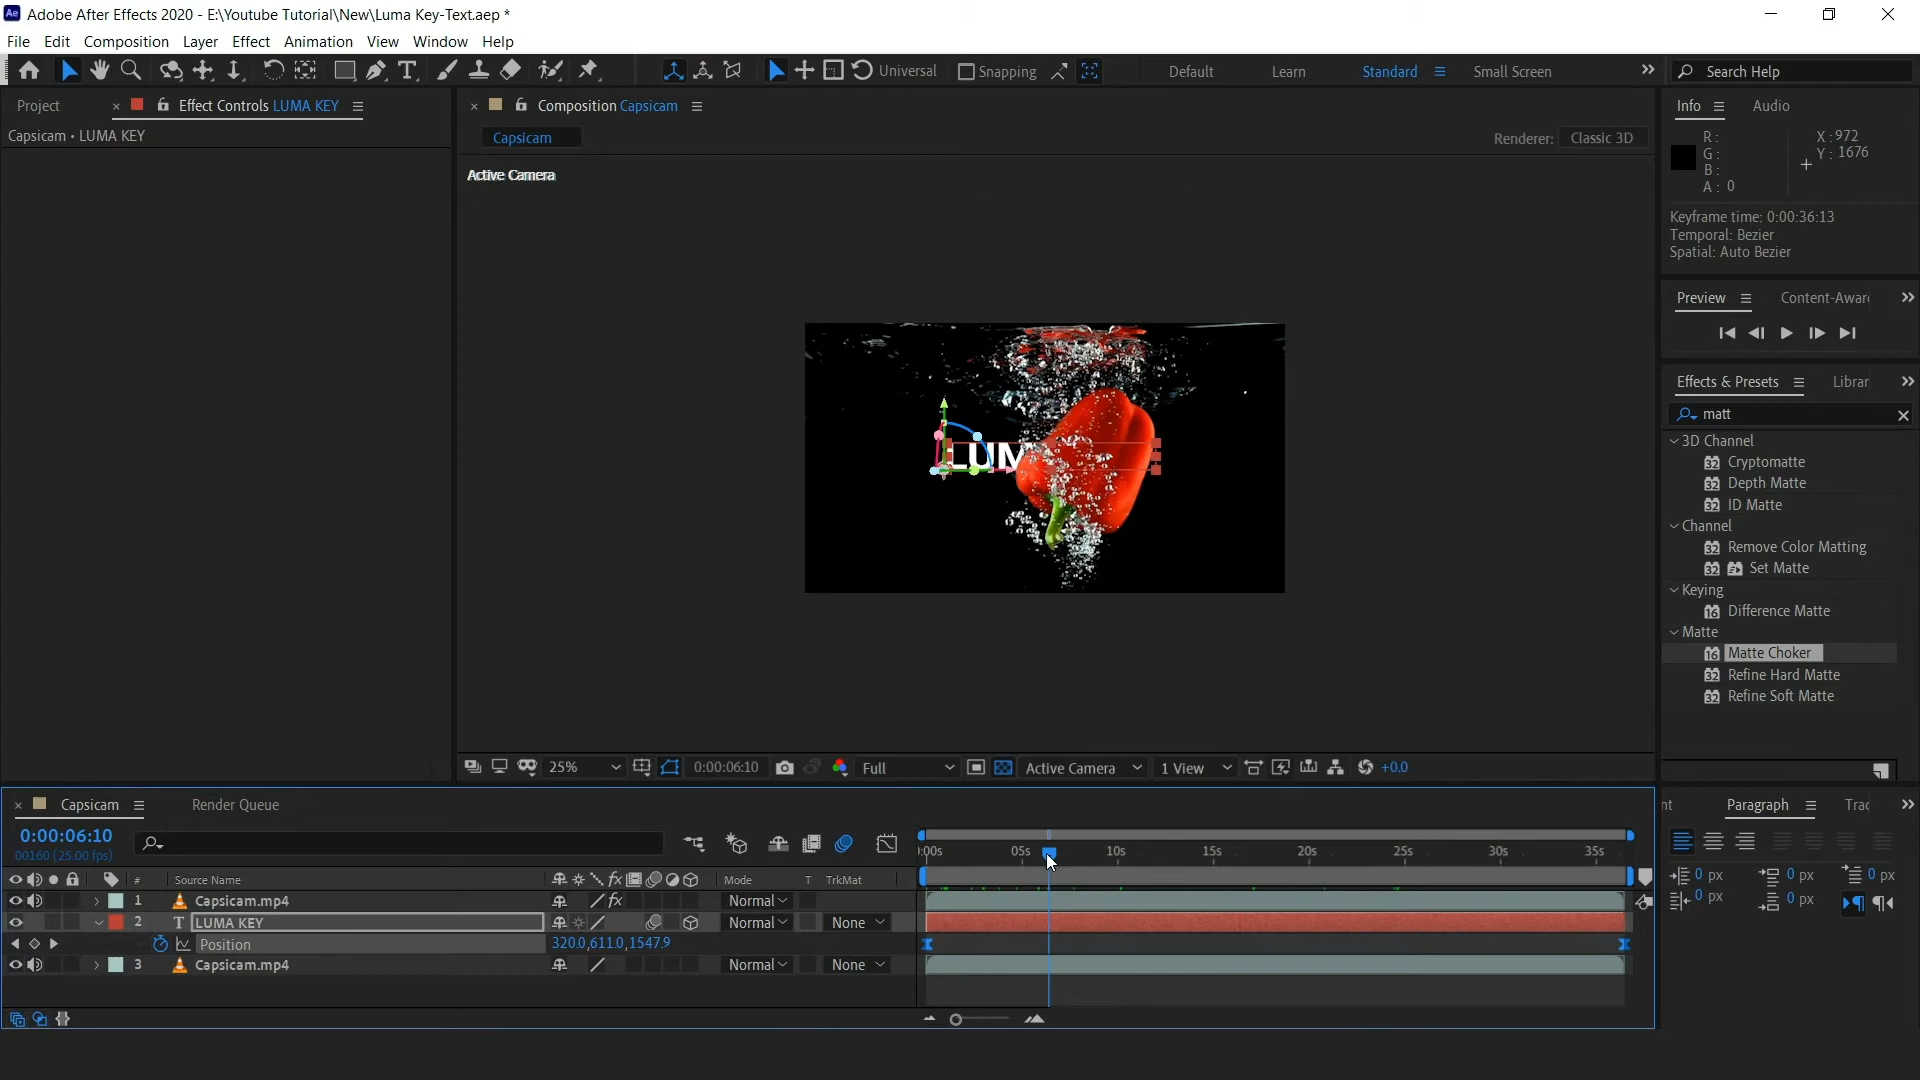 Adobe After Effects 2020 - E:\Youtube Tutorial\New\Luma Key-Text.aep *
File Edit Composition Layer Effect Animation View Window Help
Universal Snapping Default Learn Standard Small Screen Search Help
Project Effect Controls LUMA KEY
Composition Capsicam
Info Audio
Capsicam • LUMA KEY
Capsicam
Renderer: Classic 3D
R:
G:
B:
A: 0
X : 972
Y : 1676
Active Camera
Keyframe time: 0:00:36:13
Temporal: Bezier
Spatial: Auto Bezier
Preview Content-Awar
Effects & Presets Librar
matt
3D Channel
Cryptomatte
Depth Matte
ID Matte
Channel
Remove Color Matting
Set Matte
Keying
Difference Matte
Matte
Matte Choker
Refine Hard Matte
Refine Soft Matte
LUM
25% 0:00:06:10 Full Active Camera 1 View +0.0
Capsicam Render Queue
nt Paragraph Trac
0:00:06:10
00160 (25.00 fps)
:00s 05s 10s 15s 20s 25s 30s 35s
# Source Name Mode T TrkMat
1 Capsicam.mp4 Normal
2 LUMA KEY Normal None
Position 320.0,611.0,1547.9
3 Capsicam.mp4 Normal None
0 px 0 px 0 px
0 px 0 px